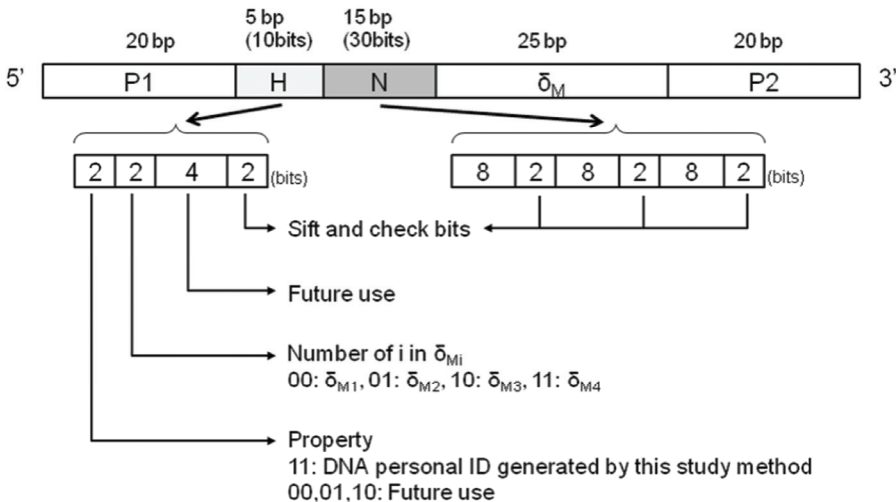 5 bp 15 bp
20 bp (10bits) (30bits) 25 bp 20 bp
5' P1 H N δM P2 3'
2 2 4 2 (bits) 8 2 8 2 8 2 (bits)
Sift and check bits
Future use
Number of i in δMi
00: δM1, 01: δM2, 10: δM3, 11: δM4
Property
11: DNA personal ID generated by this study method
00,01,10: Future use